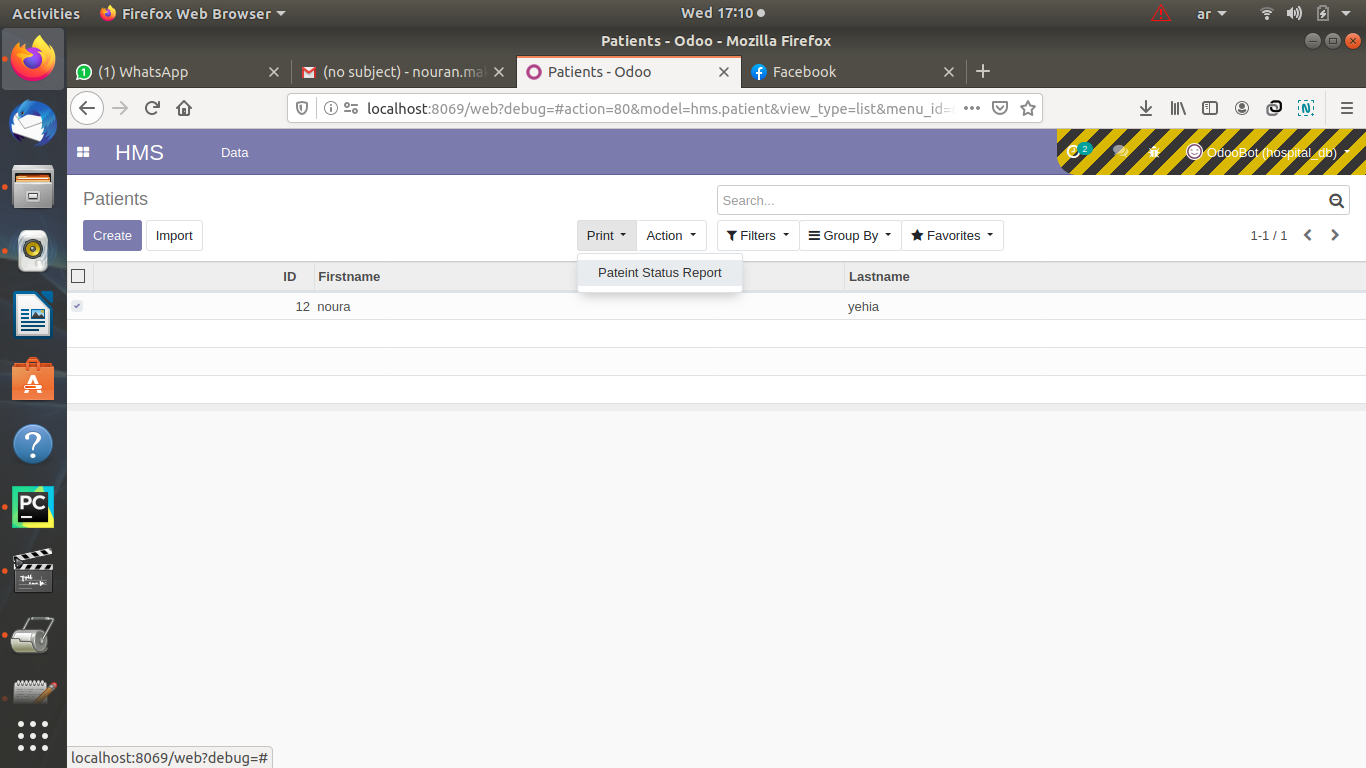 Activities Firefox Web Browser Wed 17:10 ar
Patients - Odoo - Mozilla Firefox
(1) WhatsApp (no subject) - nouran.mal Patients - Odoo Facebook
localhost:8069/web?debug=#action=80&model=hms.patient&view_type=list&menu_id=
HMS Data 2 OdooBot (hospital_db)
Patients Search...
Create Import Print Action Filters Group By Favorites 1-1 / 1
Pateint Status Report
ID Firstname Lastname
12 noura yehia
localhost:8069/web?debug=#